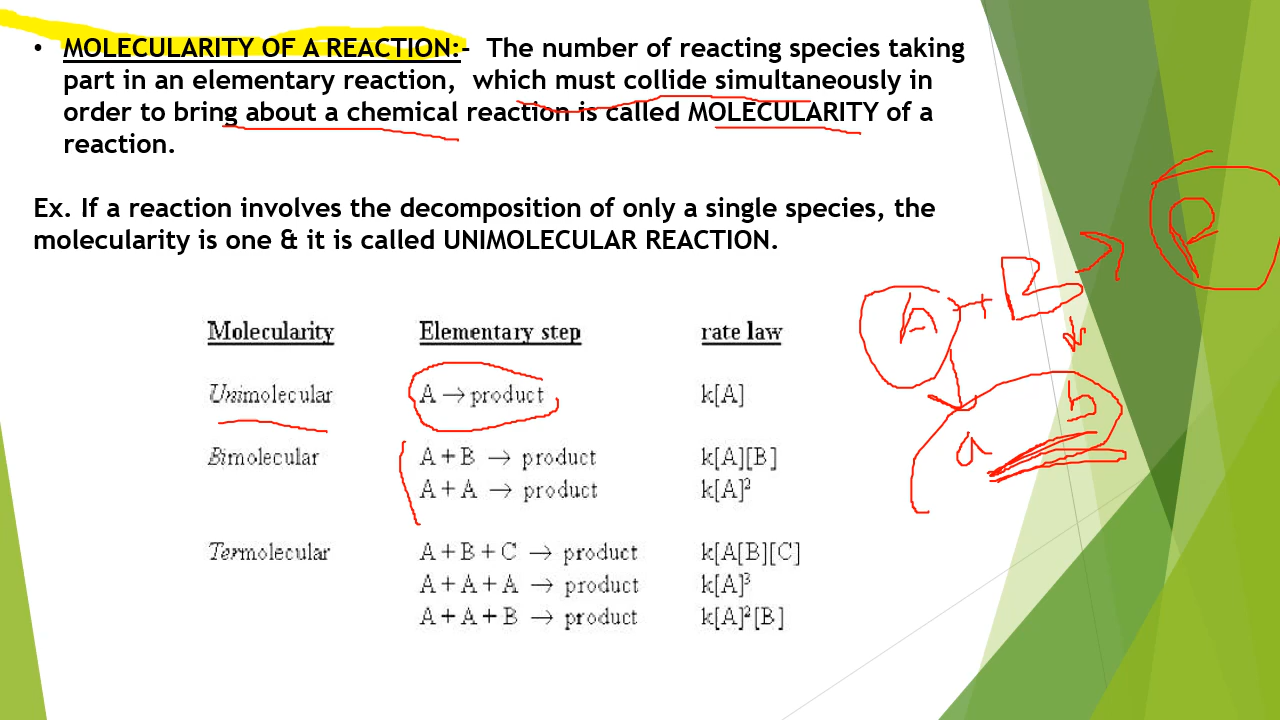 • MOLECULARITY OF A REACTION:- The number of reacting species taking
part in an elementary reaction, which must collide simultaneously in
order to bring about a chemical reaction is called MOLECULARITY of a
reaction.
Ex. If a reaction involves the decomposition of only a single species, the
molecularity is one & it is called UNIMOLECULAR REACTION.
Molecularity Elementary step rate law
Unimolecular A → product k[A]
Bimolecular A + B → product k[A][B]
A + A → product k[A]²
Termolecular A + B + C → product k[A[B][C]
A + A + A → product k[A]³
A + A + B → product k[A]²[B]
A + B → P
a b